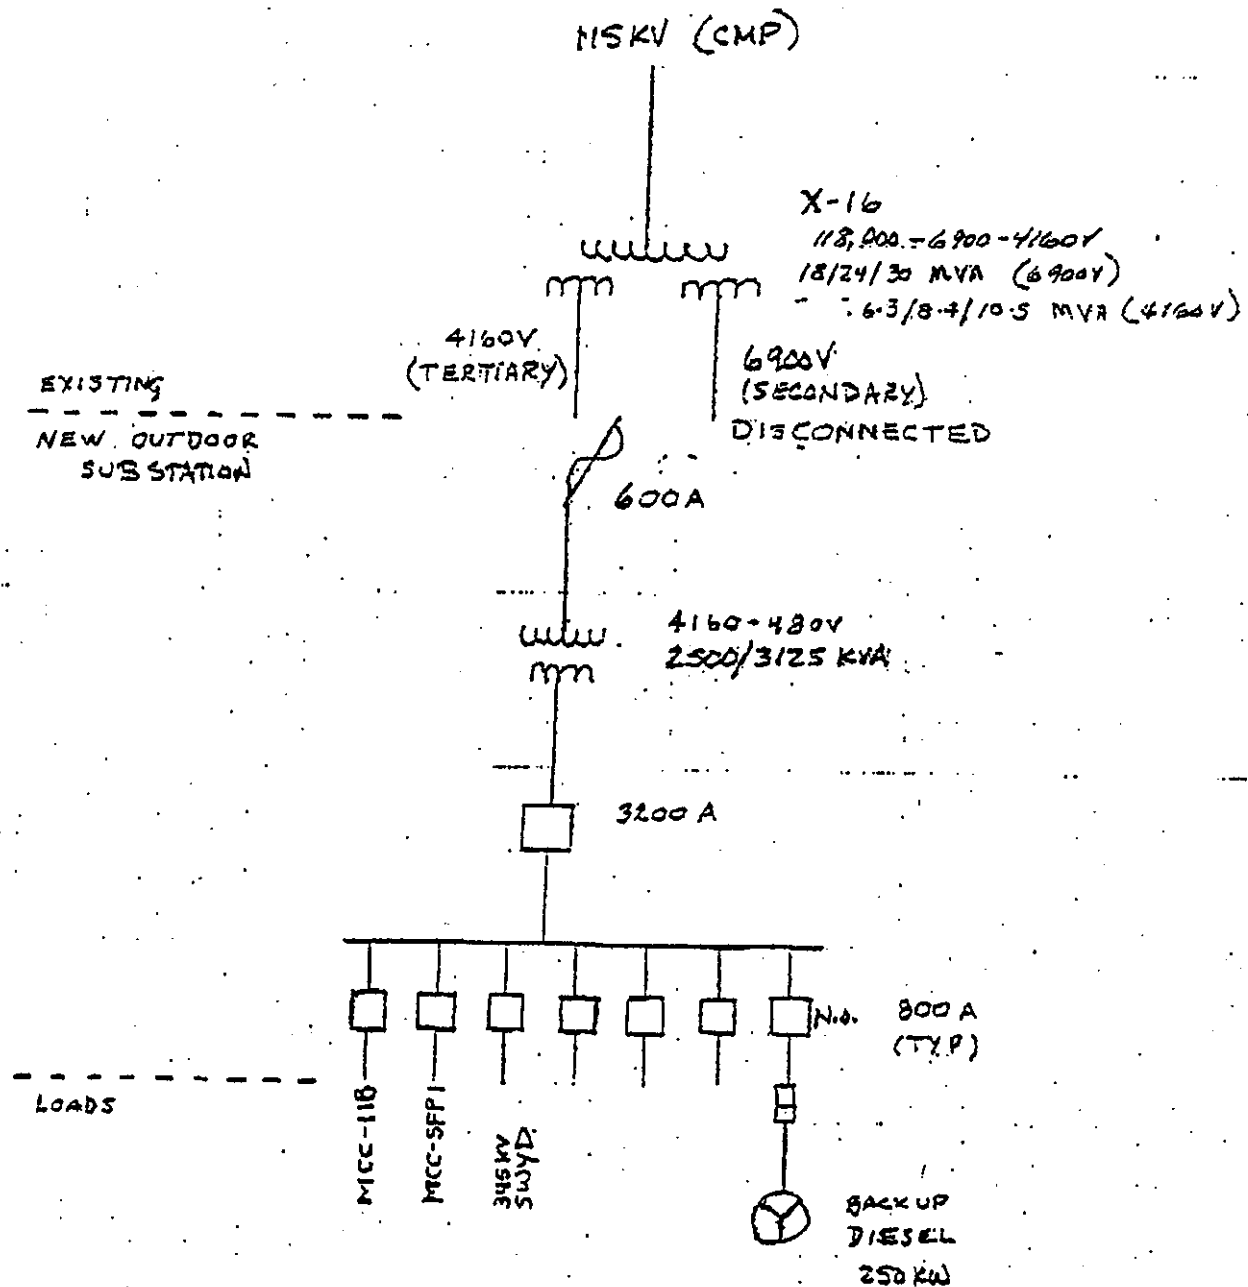 115KV (CMP)
X-16
118,000-6900-4160V
18/24/30 MVA (6900V)
6.3/8.4/10.5 MVA (4160V)
4160V
(TERTIARY)
6900V
(SECONDARY)
DISCONNECTED
EXISTING
NEW OUTDOOR
SUBSTATION
600A
4160-480V
2500/3125 KVA
3200 A
N.O.
800 A
(TYP)
LOADS
MCC-11B
MCC-SFP1
345KV
SWYD.
BACKUP
DIESEL
250 KW